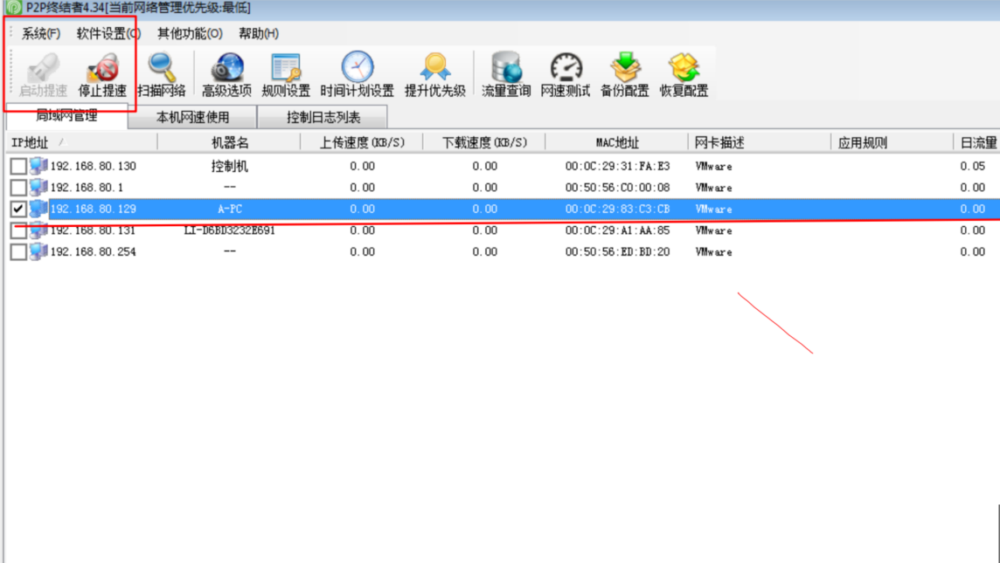 P2P终结者4.34[当前网络管理优先级:最低]
系统(F) 软件设置(O) 其他功能(O) 帮助(H)
启动提速 停止提速 扫描网络 高级选项 规则设置 时间计划设置 提升优先级 流量查询 网速测试 备份配置 恢复配置
局域网管理 本机网速使用 控制日志列表
IP地址 / 机器名 上传速度(KB/S) 下载速度(KB/S) MAC地址 网卡描述 应用规则 日流量
192.168.80.130 控制机 0.00 0.00 00:0C:29:31:FA:E3 VMware 0.05
192.168.80.1 -- 0.00 0.00 00:50:56:C0:00:08 VMware 0.00
192.168.80.129 A-PC 0.00 0.00 00:0C:29:83:C3:CB VMware 0.00
192.168.80.131 LI-D6BD3232E691 0.00 0.00 00:0C:29:A1:AA:85 VMware 0.00
192.168.80.254 -- 0.00 0.00 00:50:56:ED:BD:20 VMware 0.00